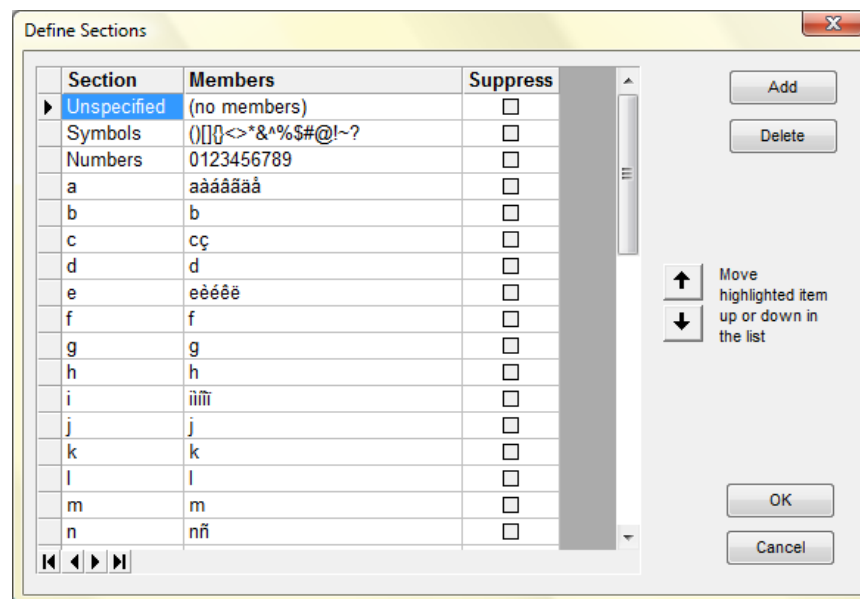 Define Sections
Section Members Suppress
Unspecified (no members)
Symbols ()[]{}<>*&^%$#@!~?
Numbers 0123456789
a aàáâãäå
b b
c cç
d d
e eèéêë
f f
g g
h h
i iìíîï
j j
k k
l l
m m
n nñ
Add
Delete
Move
highlighted item
up or down in
the list
OK
Cancel